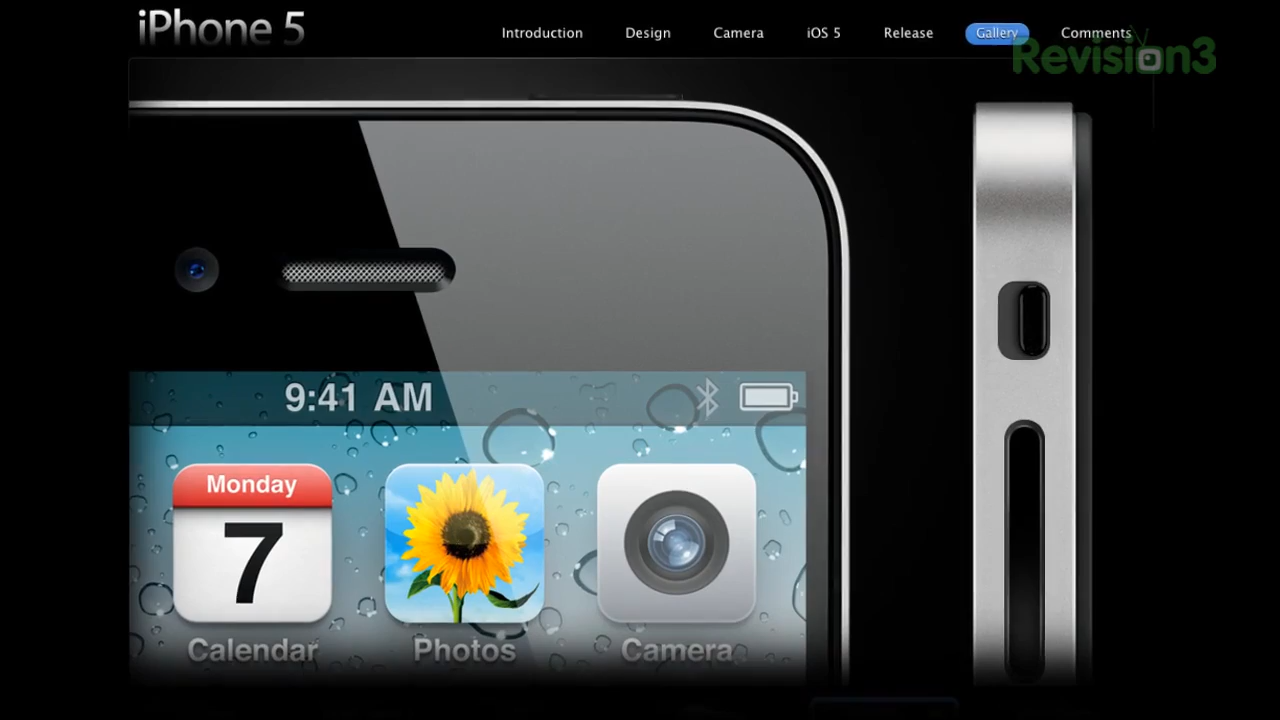 iPhone 5
Introduction Design Camera iOS 5 Release Gallery Comments
Revision3
9:41 AM
Monday
7
Calendar Photos Camera